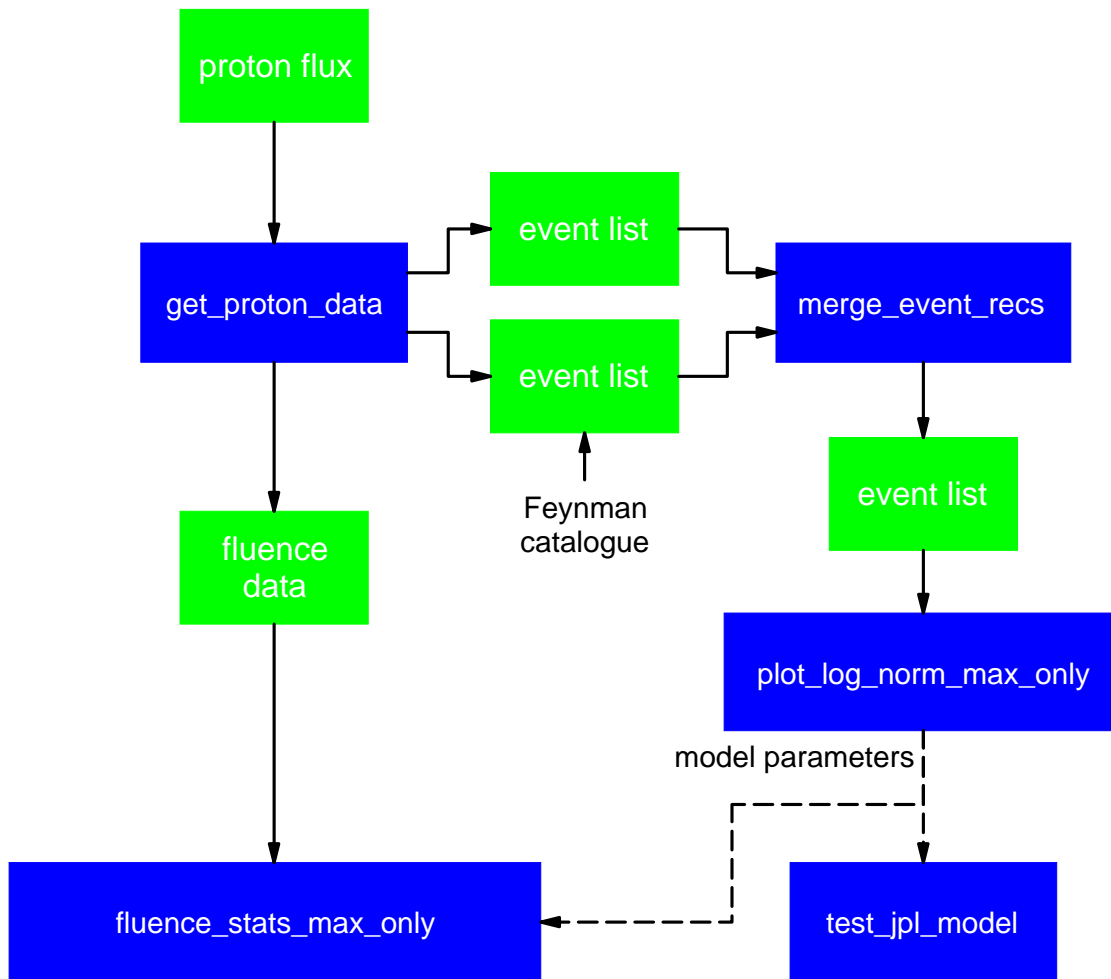 proton flux
event list
get_proton_data
merge_event_recs
event list
event list
Feynman
catalogue
fluence
data
plot_log_norm_max_only
model parameters
fluence_stats_max_only
test_jpl_model